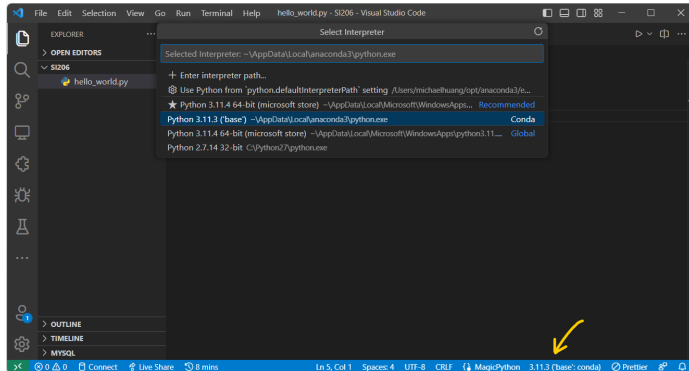 File Edit Selection View Go Run Terminal Help hello_world.py - SI206 - Visual Studio Code
EXPLORER
Select Interpreter
OPEN EDITORS
Selected Interpreter: ~\AppData\Local\anaconda3\python.exe
SI206
hello_world.py
+ Enter interpreter path...
Use Python from `python.defaultInterpreterPath` setting /Users/michaelhuang/opt/anaconda3/e...
Python 3.11.4 64-bit (microsoft store) ~\AppData\Local\Microsoft\WindowsApps... Recommended
Python 3.11.3 ('base') ~\AppData\Local\anaconda3\python.exe Conda
Python 3.11.4 64-bit (microsoft store) ~\AppData\Local\Microsoft\WindowsApps\python3.11.... Global
Python 2.7.14 32-bit C:\Python27\python.exe
1
OUTLINE
TIMELINE
MYSQL
0 0 Connect Live Share 8 mins Ln 5, Col 1 Spaces: 4 UTF-8 CRLF MagicPython 3.11.3 ('base': conda) Prettier